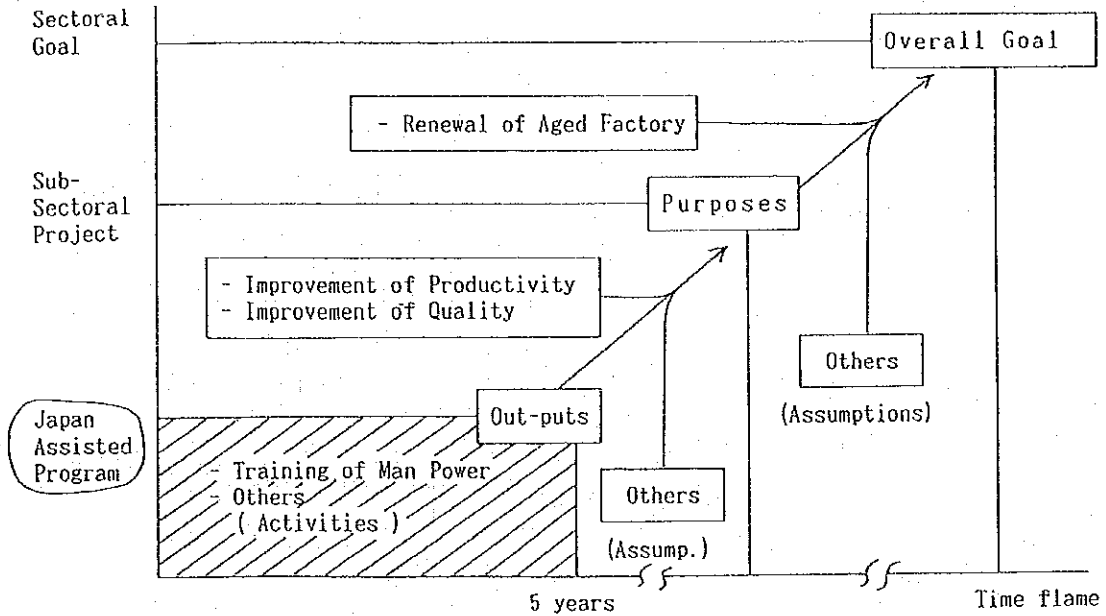 Sectoral
Goal
Overall Goal
- Renewal of Aged Factory
Sub-
Sectoral
Project
Purposes
- Improvement of Productivity
- Improvement of Quality
Others
(Assumptions)
Out-puts
Japan
Assisted
Program
- Training of Man Power
- Others
( Activities )
Others
(Assump.)
5 years
Time flame